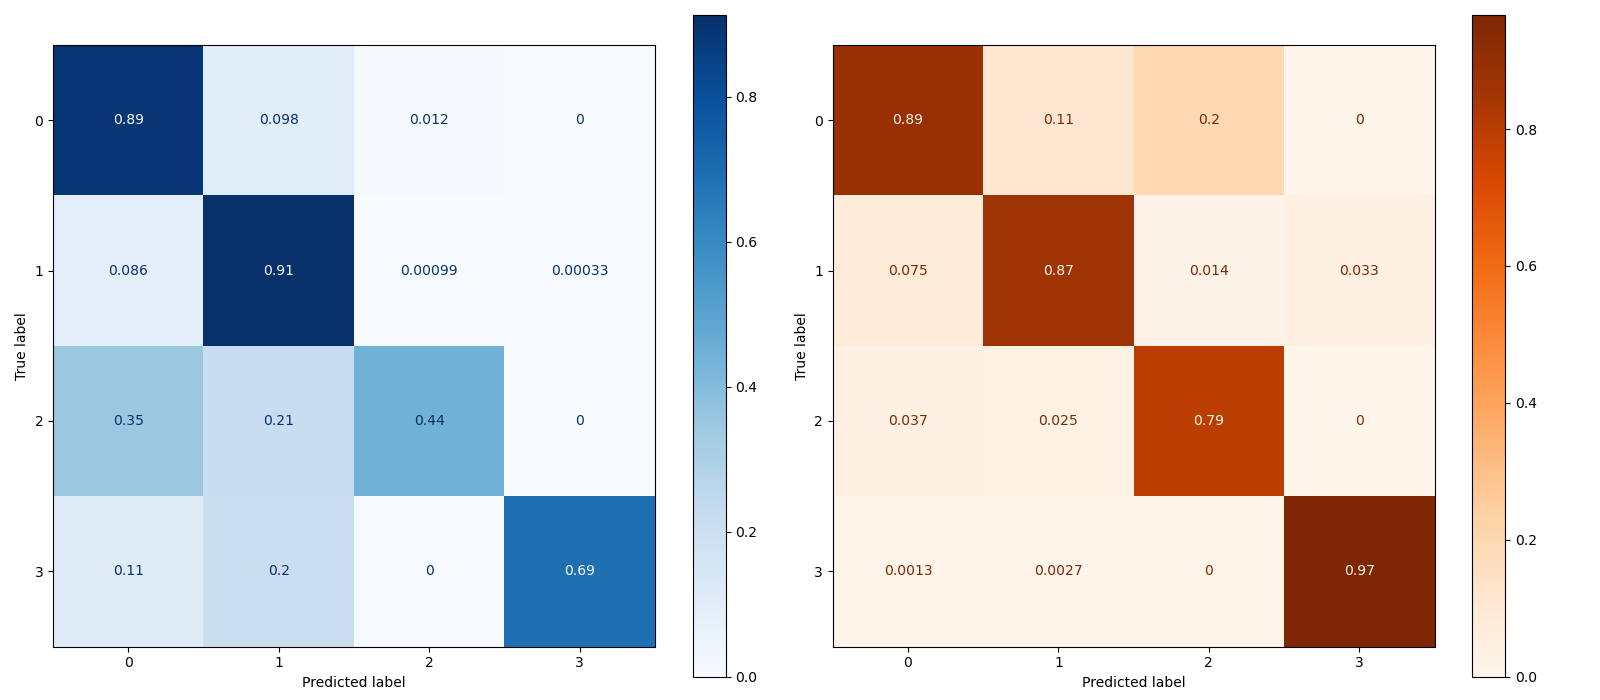 0 0.89 0.098 0.012 0
1 0.086 0.91 0.00099 0.00033
2 0.35 0.21 0.44 0
3 0.11 0.2 0 0.69
0 1 2 3
Predicted label
True label
0.8
0.6
0.4
0.2
0.0
0 0.89 0.11 0.2 0
1 0.075 0.87 0.014 0.033
2 0.037 0.025 0.79 0
3 0.0013 0.0027 0 0.97
0 1 2 3
Predicted label
True label
0.8
0.6
0.4
0.2
0.0